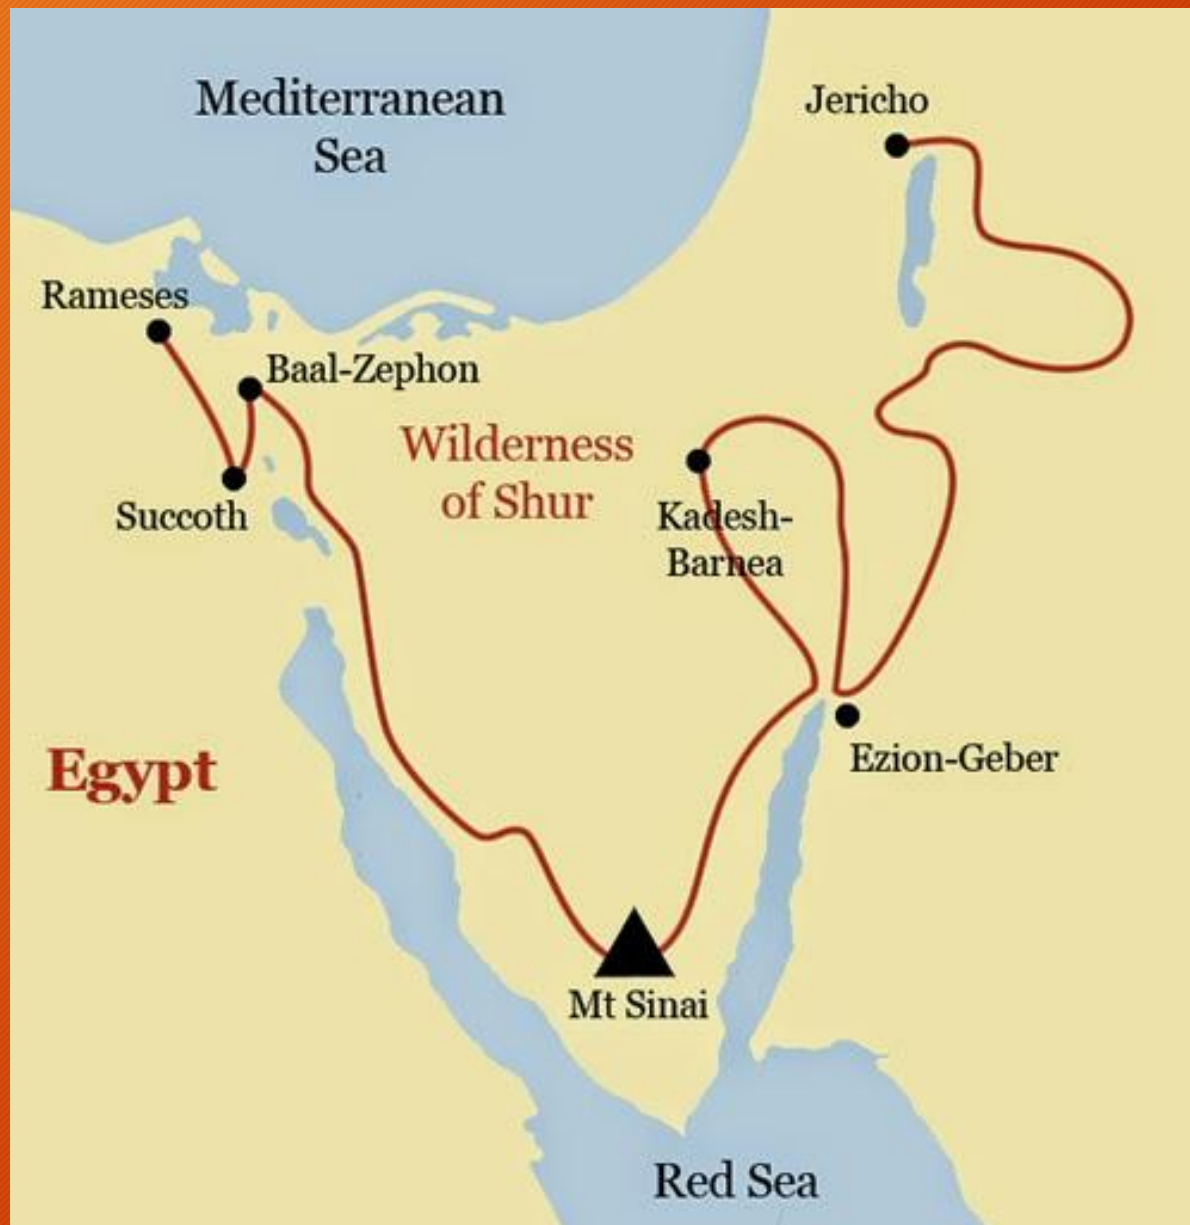 Mediterranean
Sea
Jericho
Rameses
Baal-Zephon
Wilderness
of Shur
Succoth
Kadesh-
Barnea
Egypt
Ezion-Geber
Mt Sinai
Red Sea